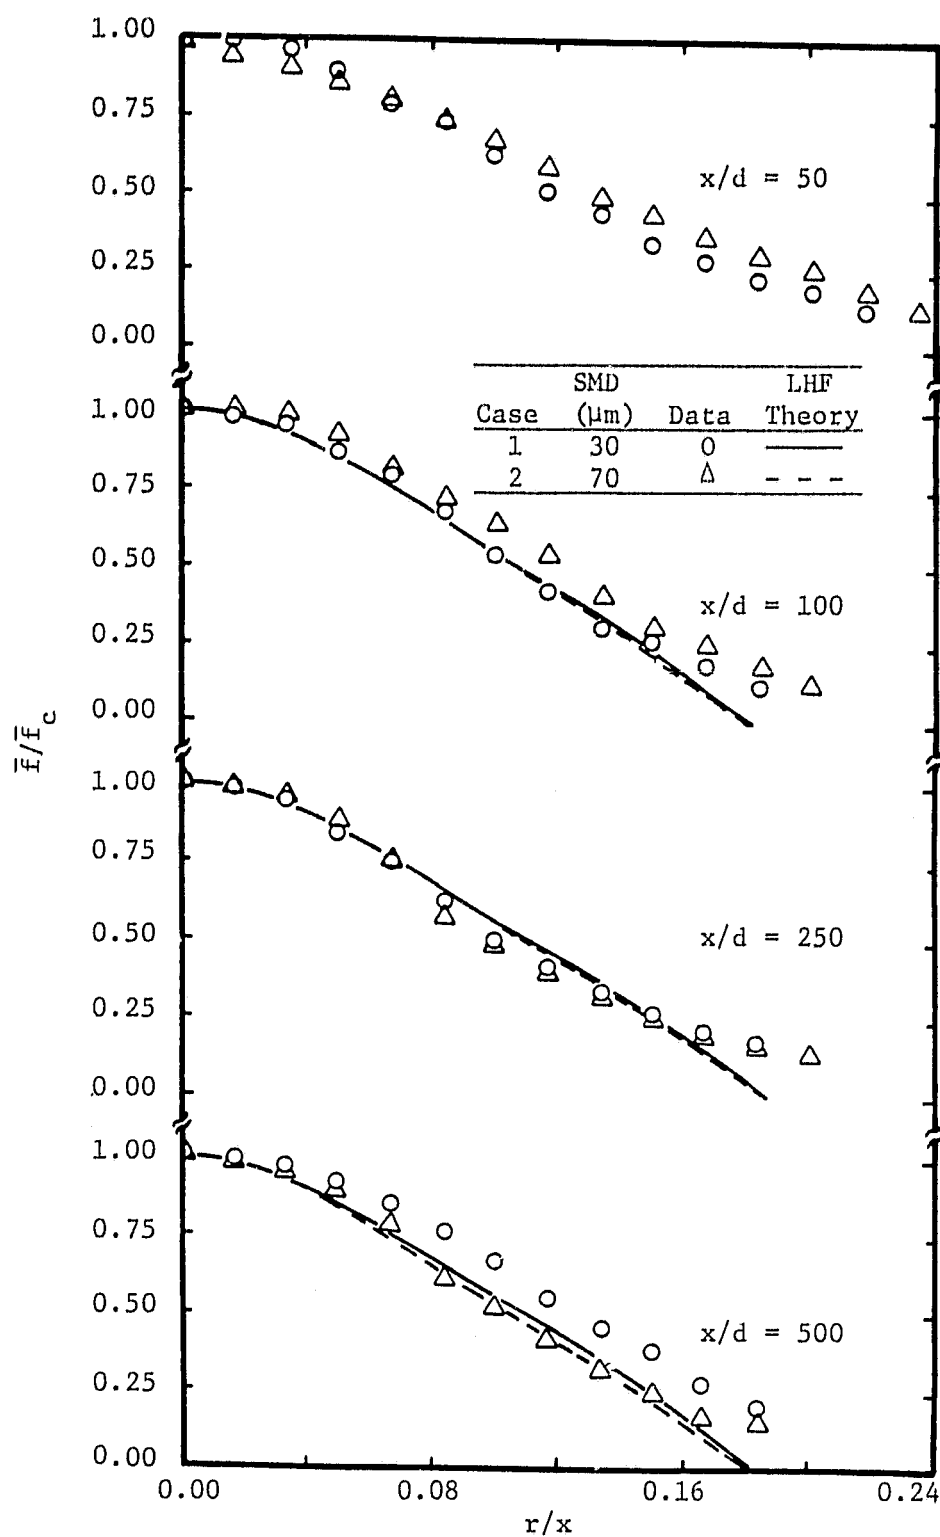 1.00
0.75
0.50
0.25
0.00
x/d = 50
SMD LHF
Case (μm) Data Theory
1 30 O
2 70 Δ
1.00
0.75
0.50
0.25
0.00
x/d = 100
f̅/f̅c
1.00
0.75
0.50
0.25
0.00
x/d = 250
1.00
0.75
0.50
0.25
0.00
x/d = 500
0.00 0.08 0.16 0.24
r/x